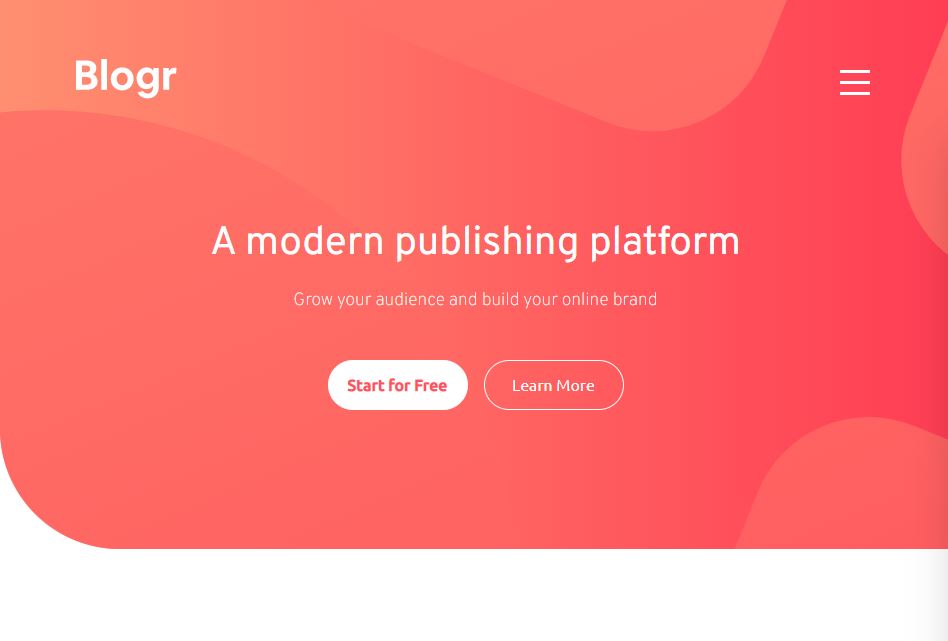 Blogr
A modern publishing platform
Grow your audience and build your online brand
Start for Free
Learn More